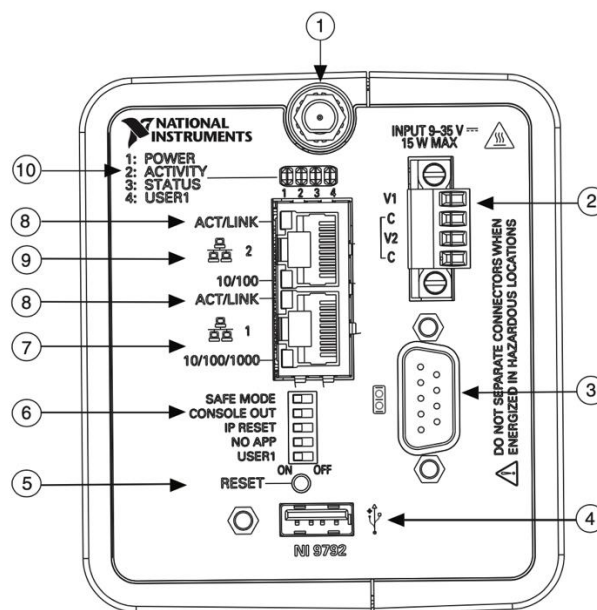 1
NATIONAL
INSTRUMENTS
INPUT 9–35 V
15 W MAX
10
1: POWER
2: ACTIVITY
3: STATUS
4: USER1
1 2 3 4
V1
C
V2
C
2
8
ACT/LINK
9
2
10/100
8
ACT/LINK
1
7
10/100/1000
3
DO NOT SEPARATE CONNECTORS WHEN
ENERGIZED IN HAZARDOUS LOCATIONS
6
SAFE MODE
CONSOLE OUT
IP RESET
NO APP
USER1
ON OFF
5
RESET
4
NI 9792